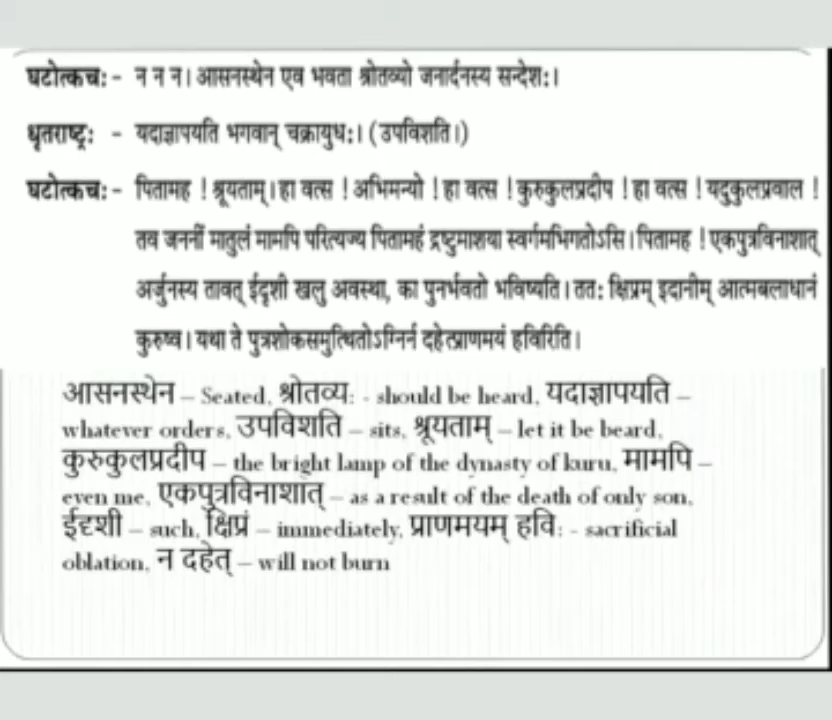 घटोत्कचः - न न न। आसनस्थेन एव भवता श्रोतव्यो जनार्दनस्य सन्देशः।
धृतराष्ट्रः - यदाज्ञापयति भगवान् चक्रायुधः। (उपविशति।)
घटोत्कचः - पितामह ! श्रूयताम्। हा वत्स ! अभिमन्यो ! हा वत्स ! कुरुकुलप्रदीप ! हा वत्स ! यदुकुलप्रवाल !
तव जननीं मातुलं मामपि परित्यज्य पितामहं द्रष्टुमाशया स्वर्गमभिगतोऽसि। पितामह ! एकपुत्रविनाशात्
अर्जुनस्य तावत् ईदृशी खलु अवस्था, का पुनर्भवतो भविष्यति। ततः क्षिप्रम् इदानीम् आत्मबलाधानं
कुरुष्व। यथा ते पुत्रशोकसमुत्थितोऽग्निर्न दहेत्प्राणमयं हविरिति।
आसनस्थेन – Seated, श्रोतव्य: - should be heard, यदाज्ञापयति –
whatever orders, उपविशति – sits, श्रूयताम् – let it be beard,
कुरुकुलप्रदीप – the bright lamp of the dynasty of kuru, मामपि –
even me, एकपुत्रविनाशात् – as a result of the death of only son,
ईदृशी – such, क्षिप्रं – immediately, प्राणमयम् हवि: - sacrificial
oblation, न दहेत् – will not burn